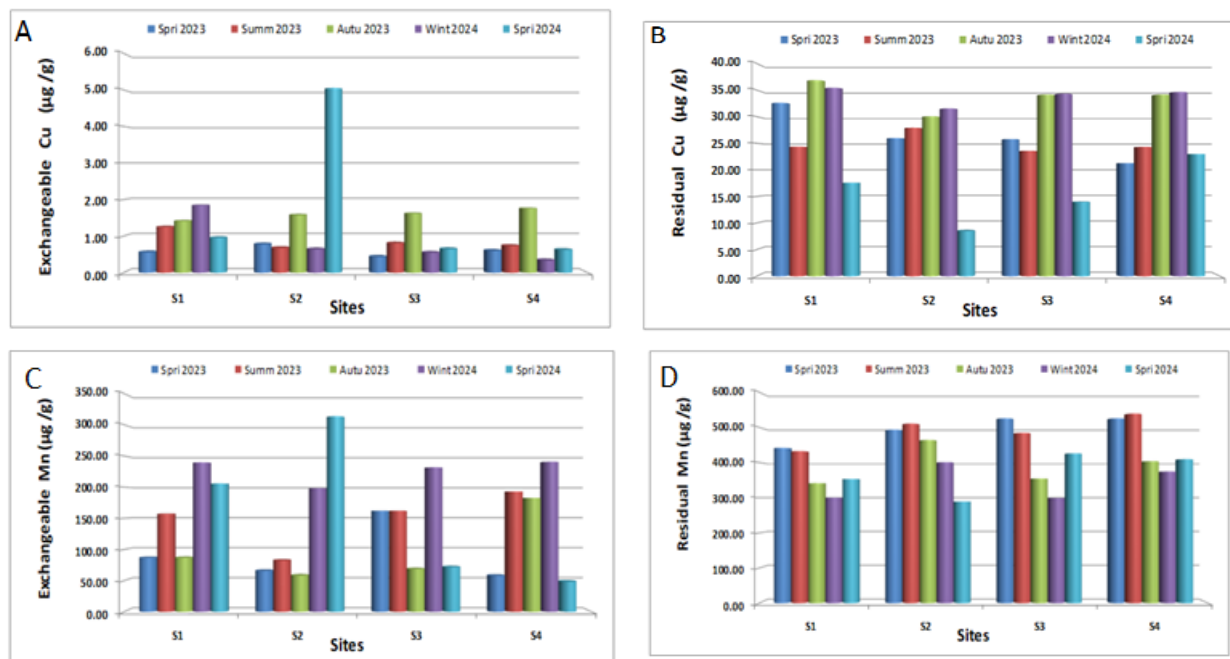 A
Spri 2023 Summ 2023 Autu 2023 Wint 2024 Spri 2024
Exchangeable Cu (µg /g)
6.00
5.00
4.00
3.00
2.00
1.00
0.00
S1 S2 S3 S4
Sites
B
Spri 2023 Summ 2023 Autu 2023 Wint 2024 Spri 2024
Residual Cu (µg /g)
40.00
35.00
30.00
25.00
20.00
15.00
10.00
5.00
0.00
S1 S2 S3 S4
Sites
C
Spri 2023 Summ 2023 Autu 2023 Wint 2024 Spri 2024
Exchangeable Mn (µg /g)
350.00
300.00
250.00
200.00
150.00
100.00
50.00
0.00
S1 S2 S3 S4
Sites
D
Spri 2023 Summ 2023 Autu 2023 Wint 2024 Spri 2024
Residual Mn (µg /g)
600.00
500.00
400.00
300.00
200.00
100.00
0.00
S1 S2 S3 S4
Sites